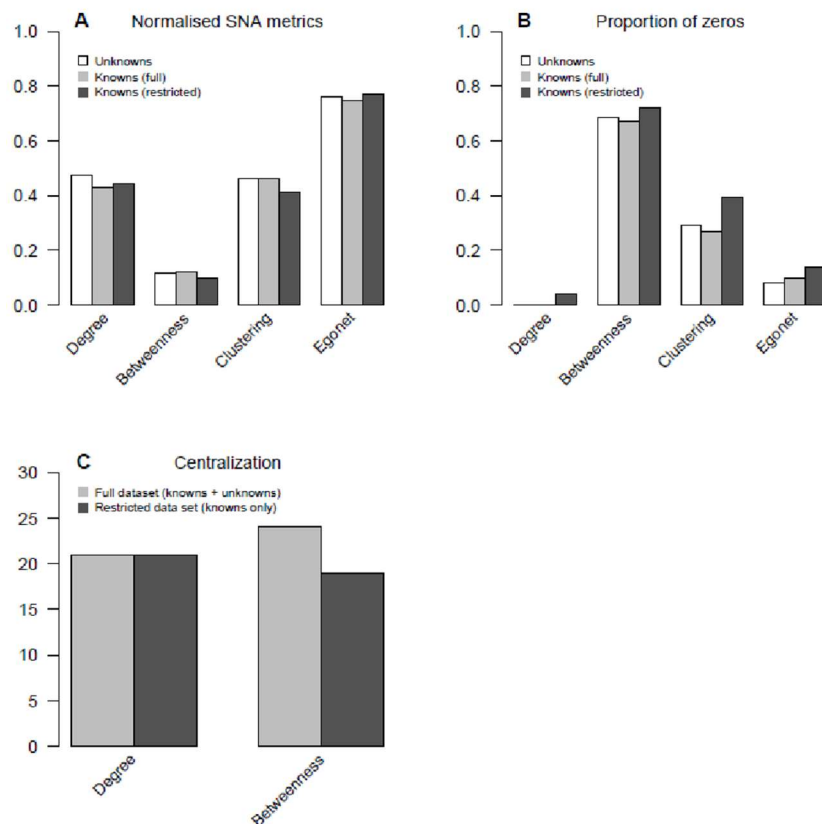 A Normalised SNA metrics
1.0
0.8
0.6
0.4
0.2
0.0
Unknowns
Knowns (full)
Knowns (restricted)
Degree
Betweenness
Clustering
Egonet
B Proportion of zeros
1.0
0.8
0.6
0.4
0.2
0.0
Unknowns
Knowns (full)
Knowns (restricted)
Degree
Betweenness
Clustering
Egonet
C Centralization
30
25
20
15
10
5
0
Full dataset (knowns + unknowns)
Restricted data set (knowns only)
Degree
Betweenness